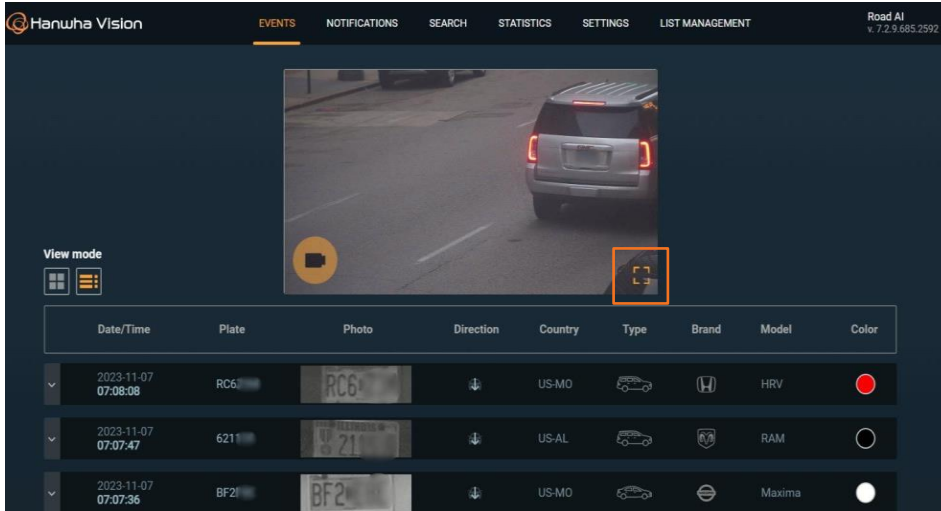 Hanwha Vision
EVENTS NOTIFICATIONS SEARCH STATISTICS SETTINGS LIST MANAGEMENT
Road AI
v. 7.2.9.685.2592
View mode
Date/Time Plate Photo Direction Country Type Brand Model Color
2023-11-07
07:08:08 RC62 RC6 US-MO HRV
2023-11-07
07:07:47 6211 21 US-AL RAM
2023-11-07
07:07:36 BF2 BF2 US-MO Maxima